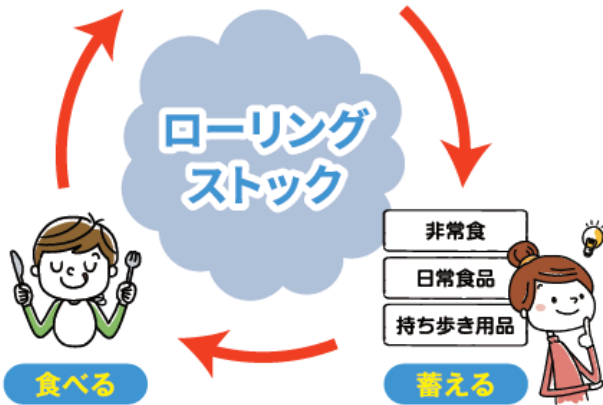 ローリング
ストック
非常食
日常食品
持ち歩き用品
食べる
蓄える